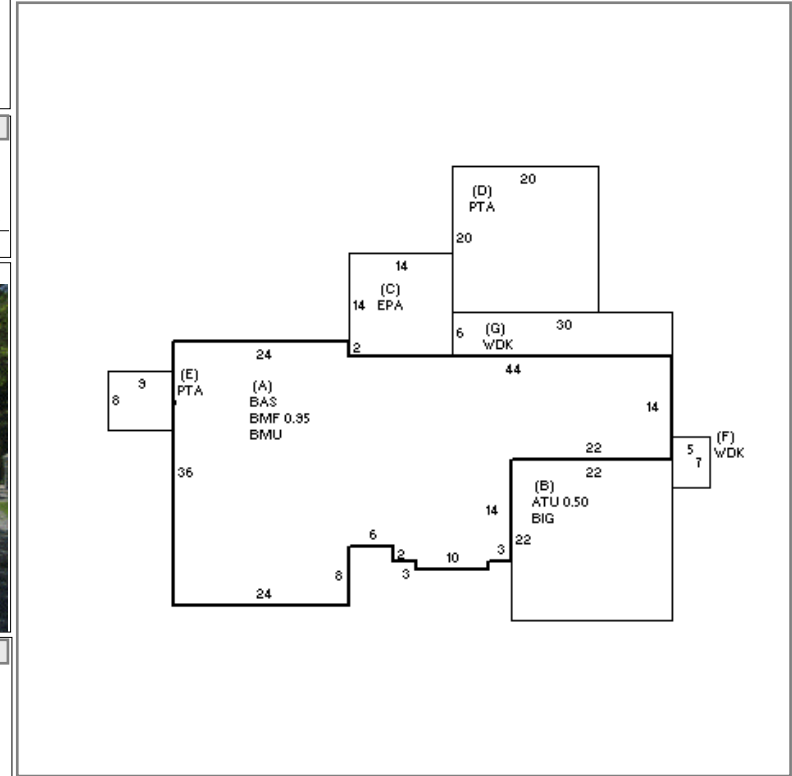 20
(D)
PTA
20
14
(C)
14 EPA
30
6 (G)
WDK
2
24
44
9
(E)
PTA
8
(A)
BAS
BMF 0.95
BMU
14
(F)
5 WDK
7
22
22
36
(B)
ATU 0.50
BIG
14
22
6
2
10
3
3
8
24